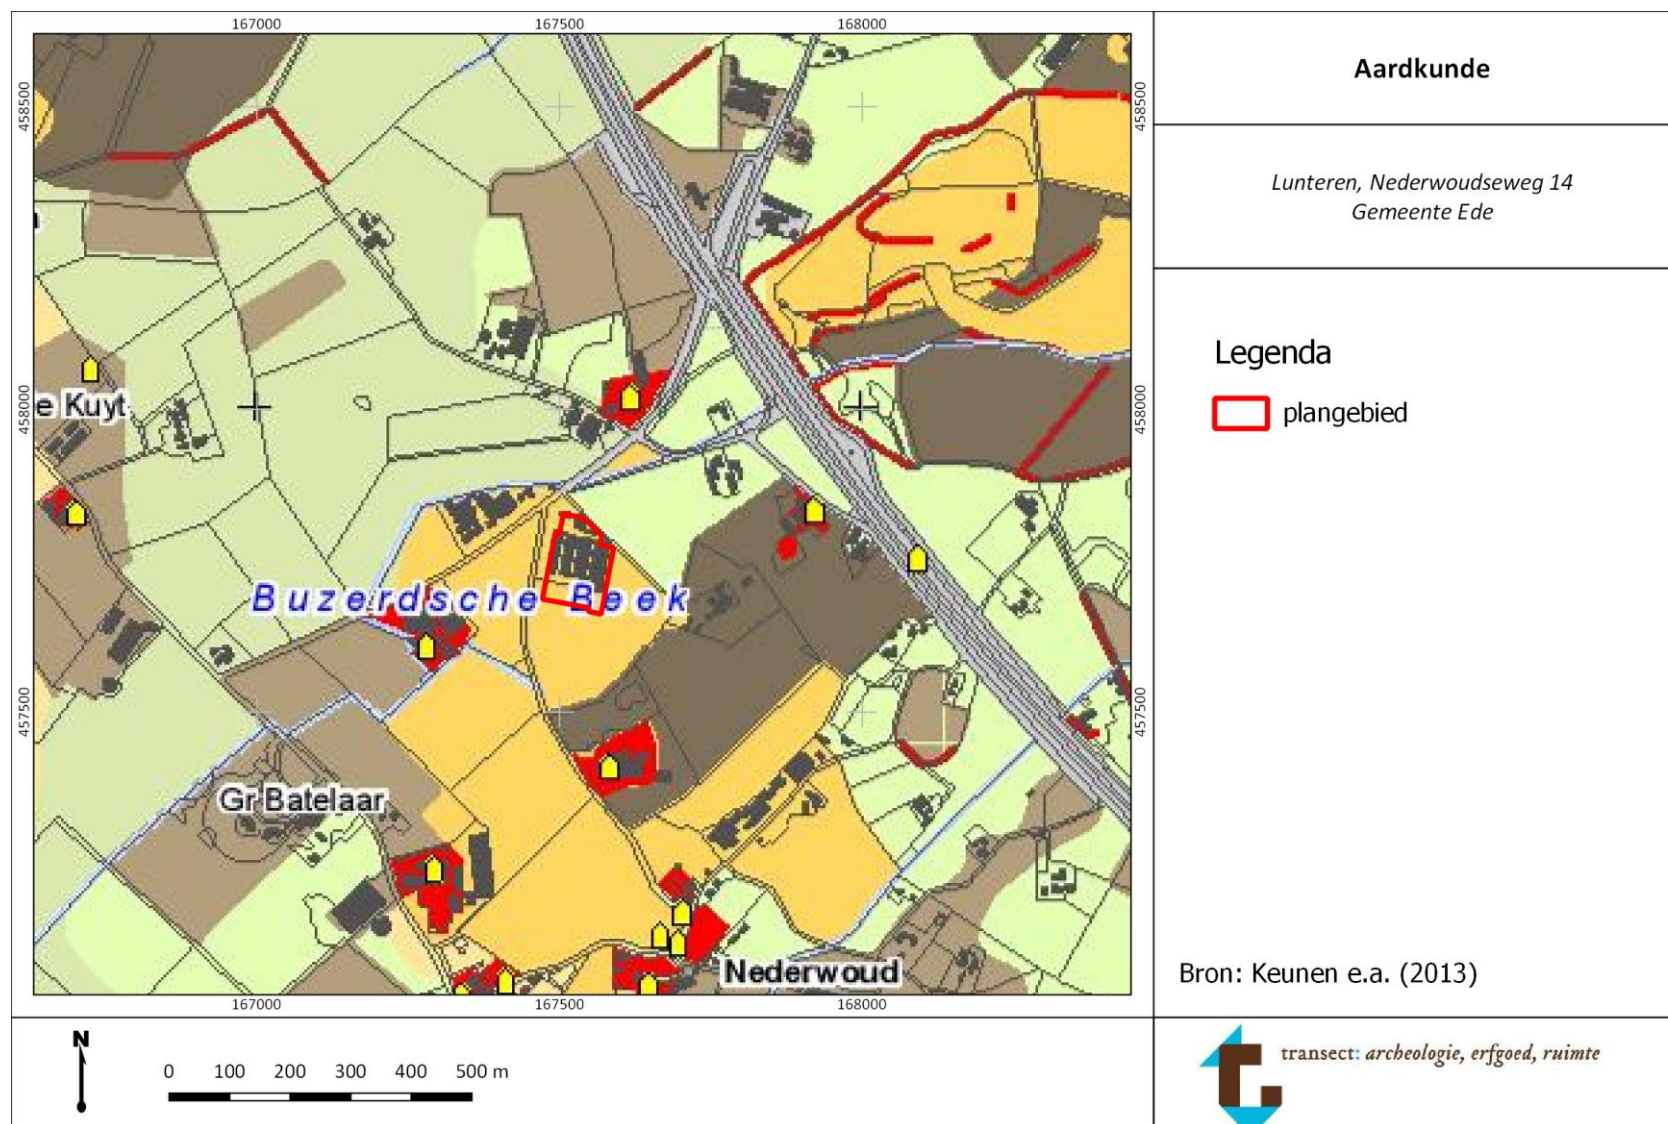 167000
167500
168000
458500
458500
Aardkunde
Lunteren, Nederwoudseweg 14
Gemeente Ede
Legenda
plangebied
e Kuyt
458000
458000
Buzerdsche Beek
457500
457500
Gr Batelaar
Nederwoud
Bron: Keunen e.a. (2013)
167000
167500
168000
N
0 100 200 300 400 500 m
transect: archeologie, erfgoed, ruimte